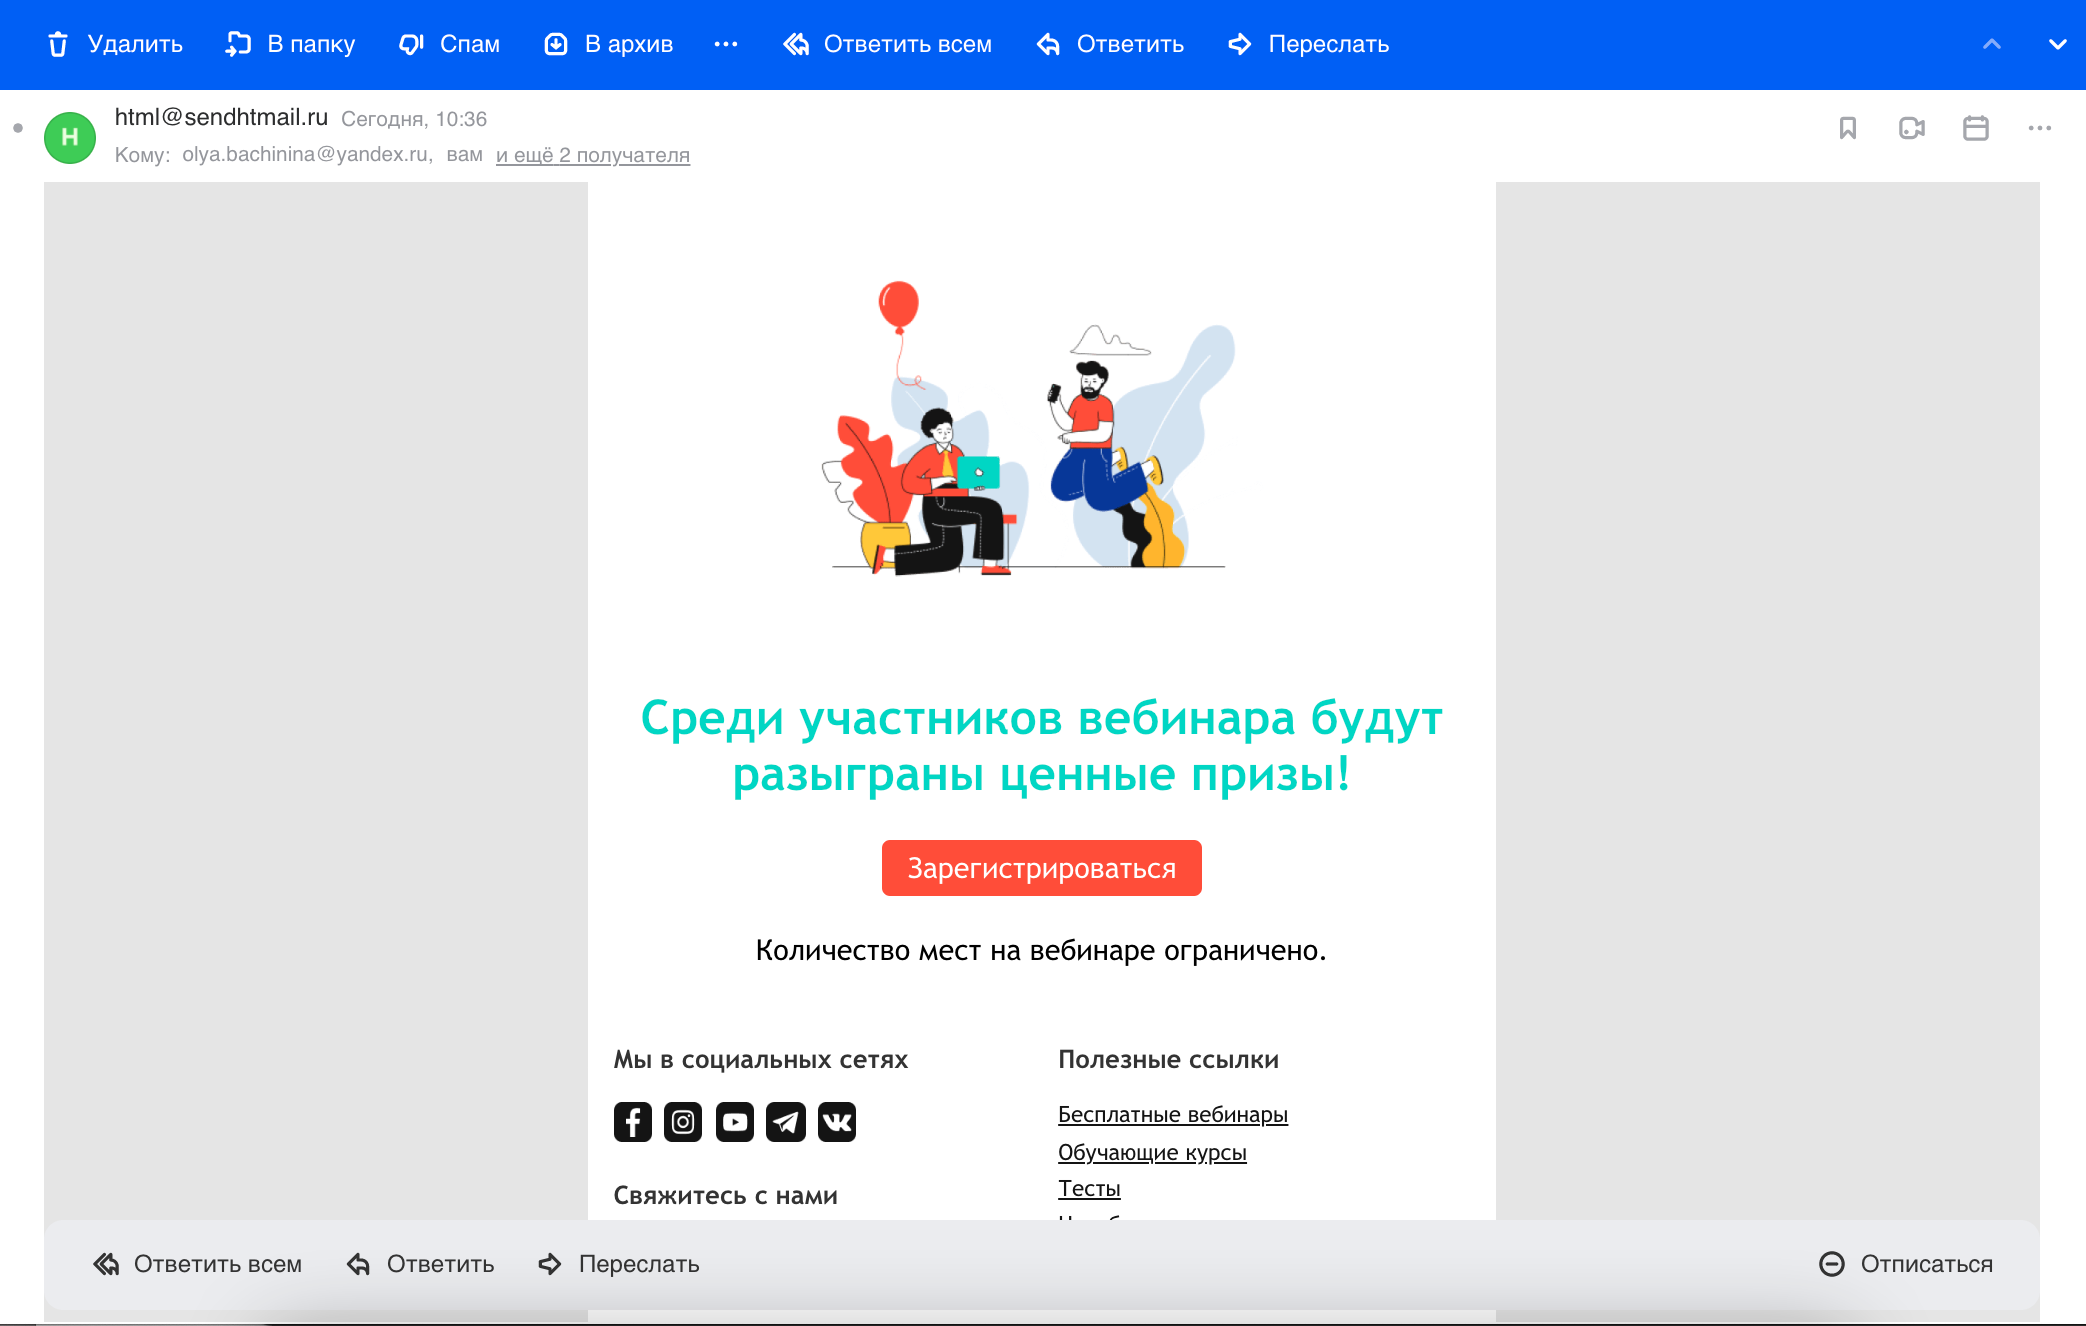 Удалить В папку Спам В архив Ответить всем Ответить Переслать
H
html@sendhtmail.ru Сегодня, 10:36
Кому: olya.bachinina@yandex.ru, вам и ещё 2 получателя
Среди участников вебинара будут
разыграны ценные призы!
Зарегистрироваться
Количество мест на вебинаре ограничено.
Мы в социальных сетях
Свяжитесь с нами
Полезные ссылки
Бесплатные вебинары
Обучающие курсы
Тесты
Ответить всем Ответить Переслать Отписаться